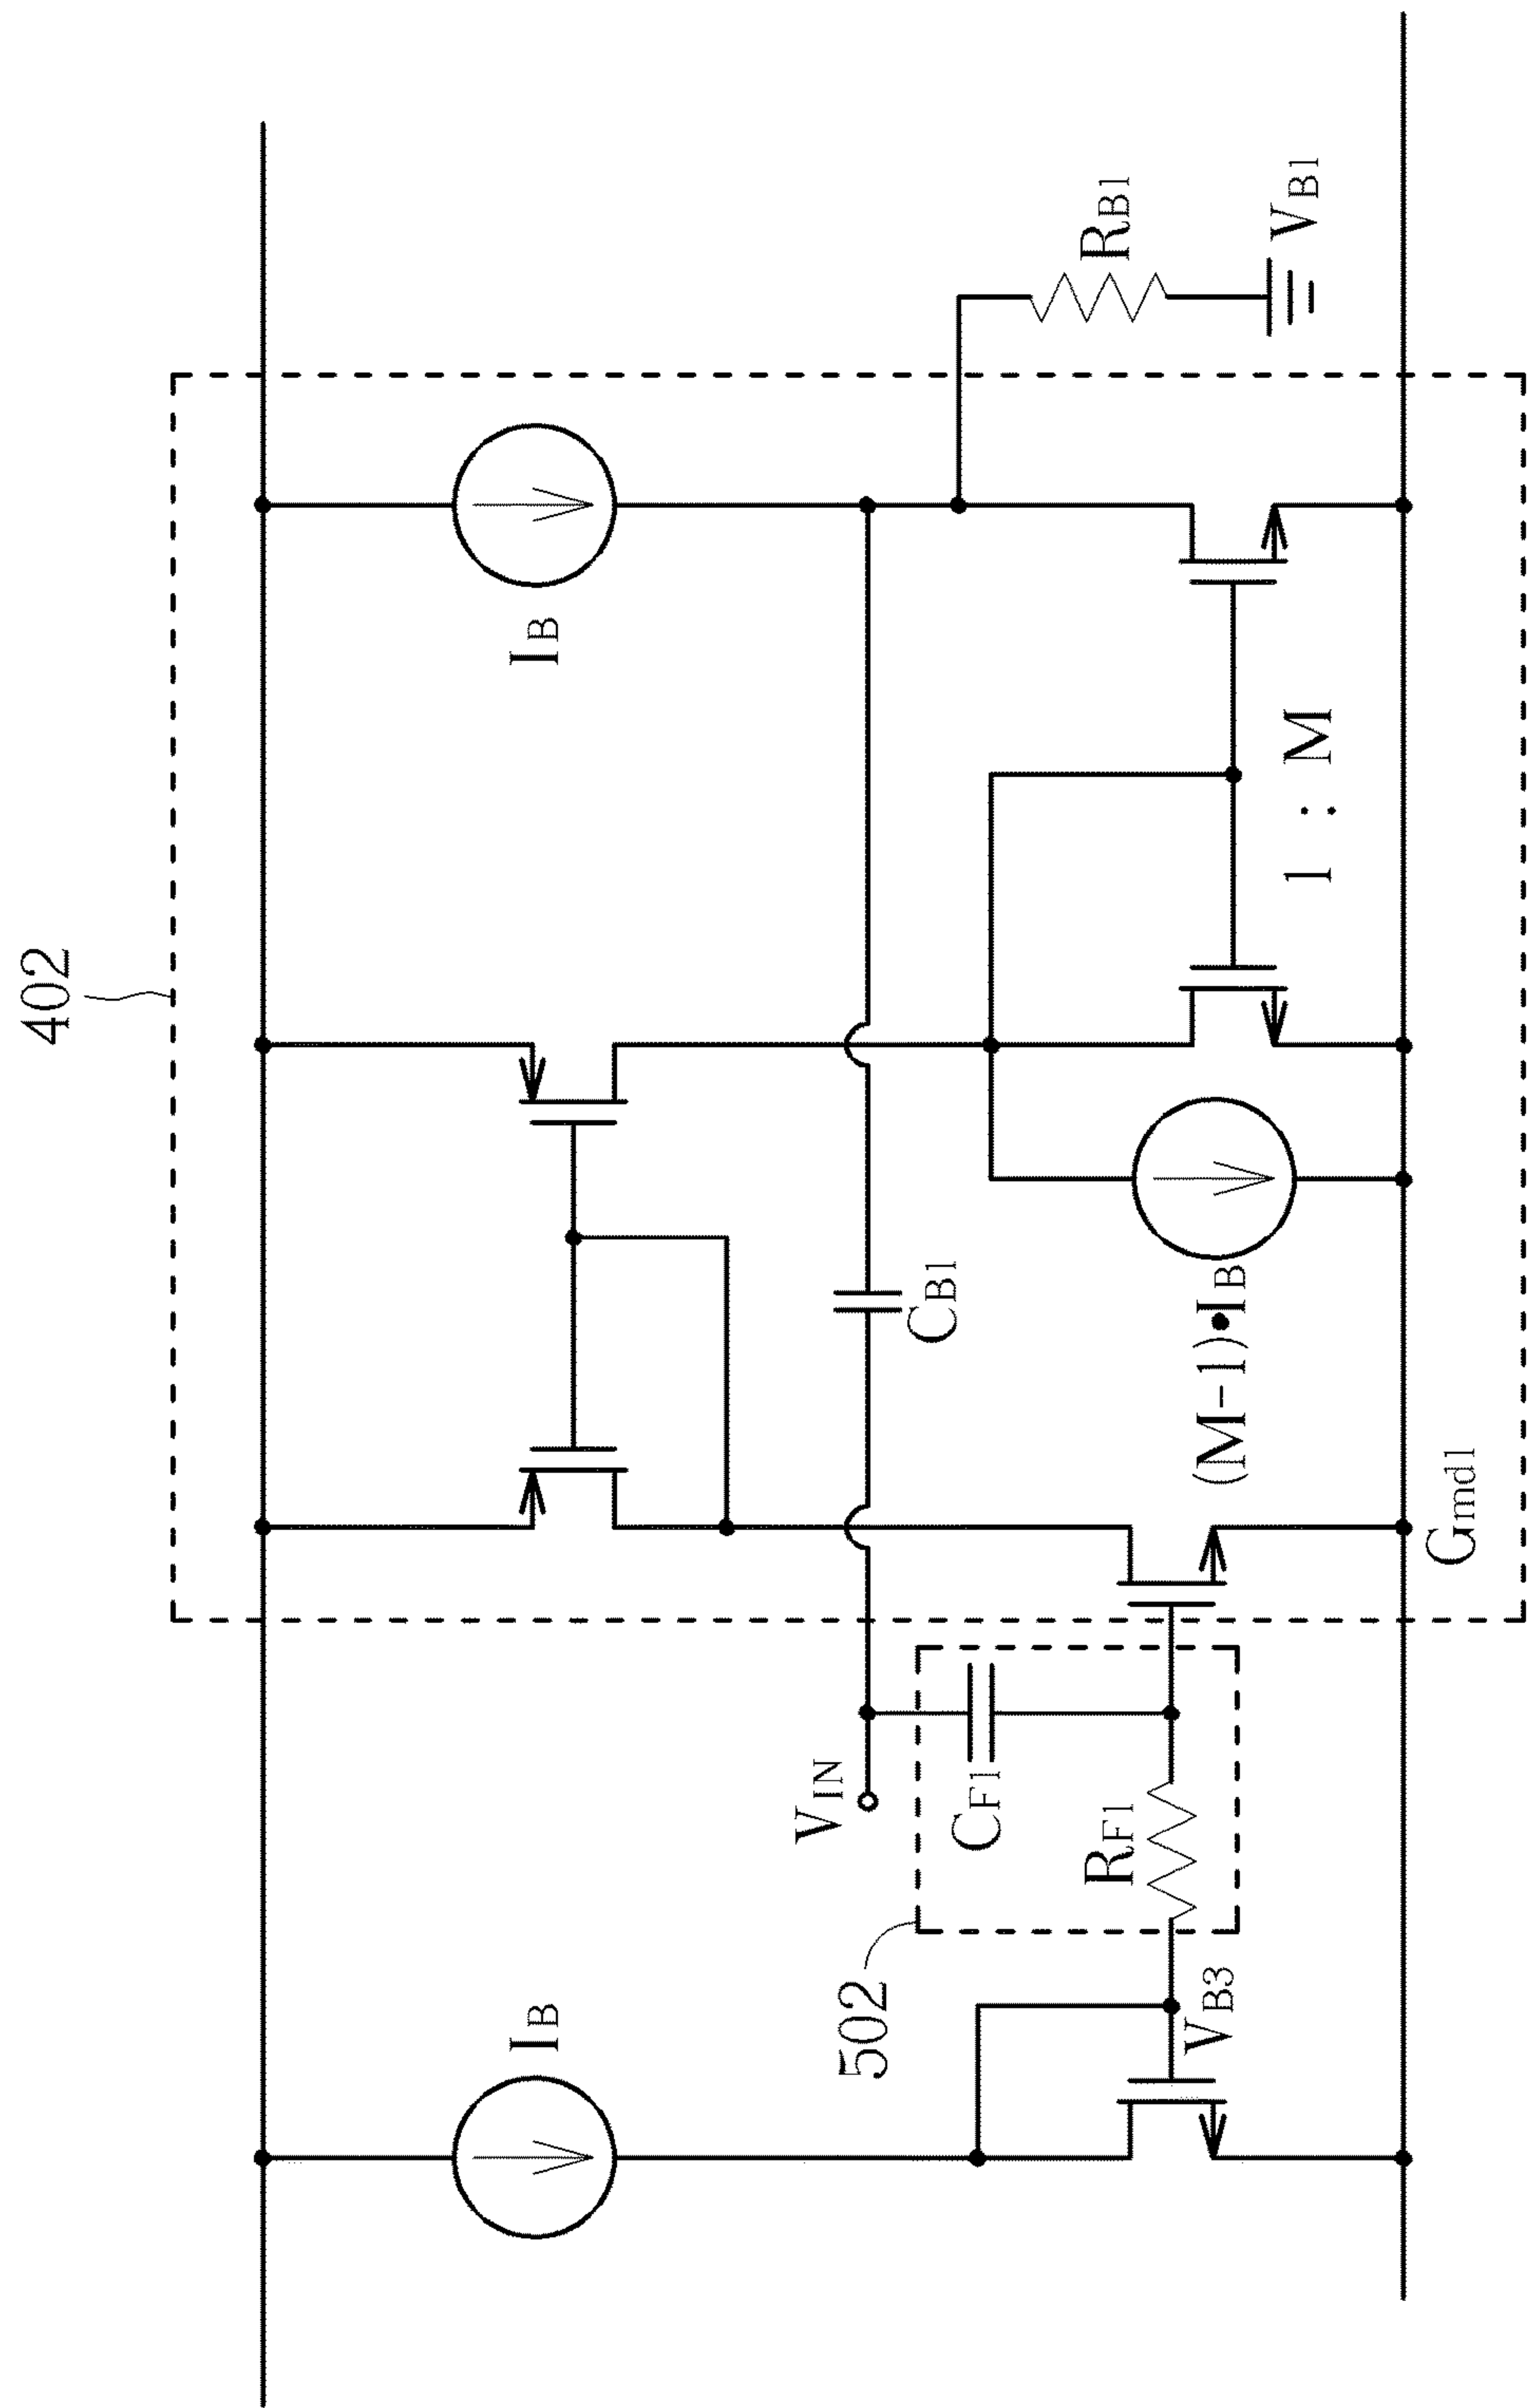 402
I_B
I_B
V_IN
C_F1
R_F1
502
V_B3
C_B1
(M-1)•I_B
1 : M
R_B1
V_B1
G_md1